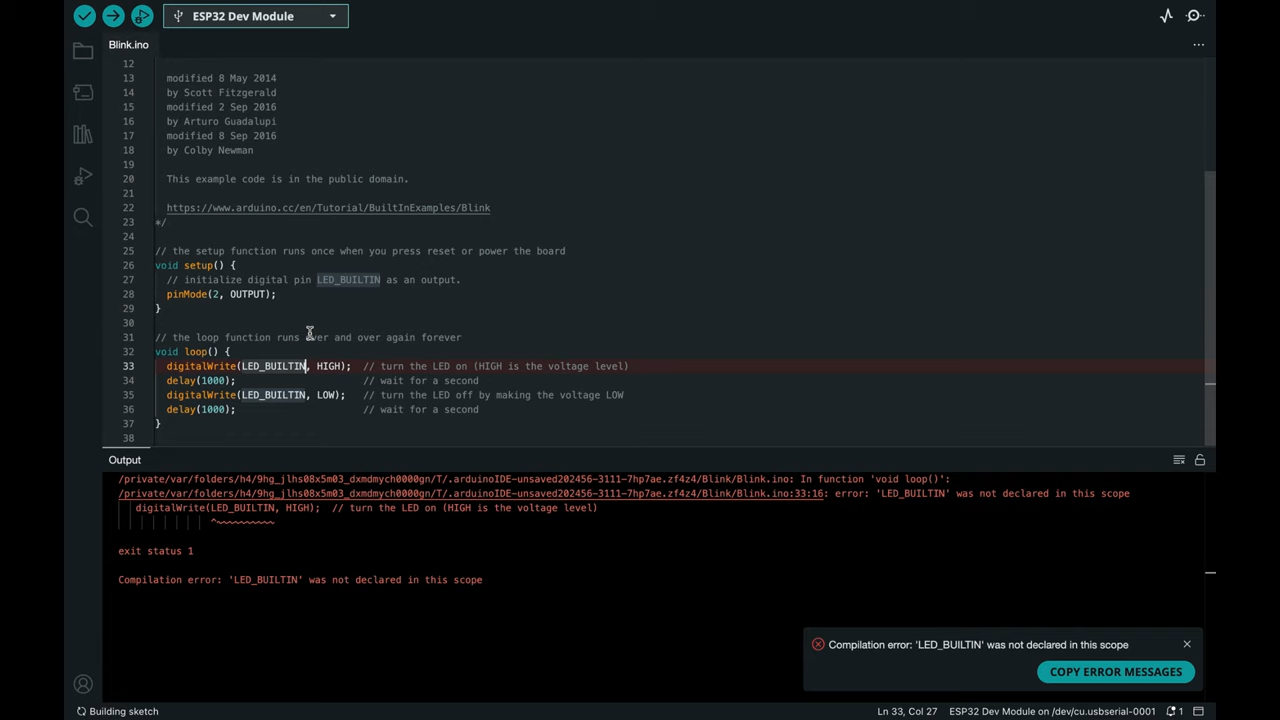 ESP32 Dev Module
Blink.ino
12
13 modified 8 May 2014
14 by Scott Fitzgerald
15 modified 2 Sep 2016
16 by Arturo Guadalupi
17 modified 8 Sep 2016
18 by Colby Newman
19
20 This example code is in the public domain.
21
22 https://www.arduino.cc/en/Tutorial/BuiltInExamples/Blink
23 */
24
25 // the setup function runs once when you press reset or power the board
26 void setup() {
27 // initialize digital pin LED_BUILTIN as an output.
28 pinMode(2, OUTPUT);
29 }
30
31 // the loop function runs over and over again forever
32 void loop() {
33 digitalWrite(LED_BUILTIN, HIGH); // turn the LED on (HIGH is the voltage level)
34 delay(1000); // wait for a second
35 digitalWrite(LED_BUILTIN, LOW); // turn the LED off by making the voltage LOW
36 delay(1000); // wait for a second
37 }
38
Output
/private/var/folders/h4/9hg_jlhs08x5m03_dxmdmych0000gn/T/.arduinoIDE-unsaved202456-3111-7hp7ae.zf4z4/Blink/Blink.ino: In function 'void loop()':
/private/var/folders/h4/9hg_jlhs08x5m03_dxmdmych0000gn/T/.arduinoIDE-unsaved202456-3111-7hp7ae.zf4z4/Blink/Blink.ino:33:16: error: 'LED_BUILTIN' was not declared in this scope
digitalWrite(LED_BUILTIN, HIGH); // turn the LED on (HIGH is the voltage level)
^~~~~~~~~~~
exit status 1
Compilation error: 'LED_BUILTIN' was not declared in this scope
Compilation error: 'LED_BUILTIN' was not declared in this scope
COPY ERROR MESSAGES
Building sketch
Ln 33, Col 27 ESP32 Dev Module on /dev/cu.usbserial-0001 1